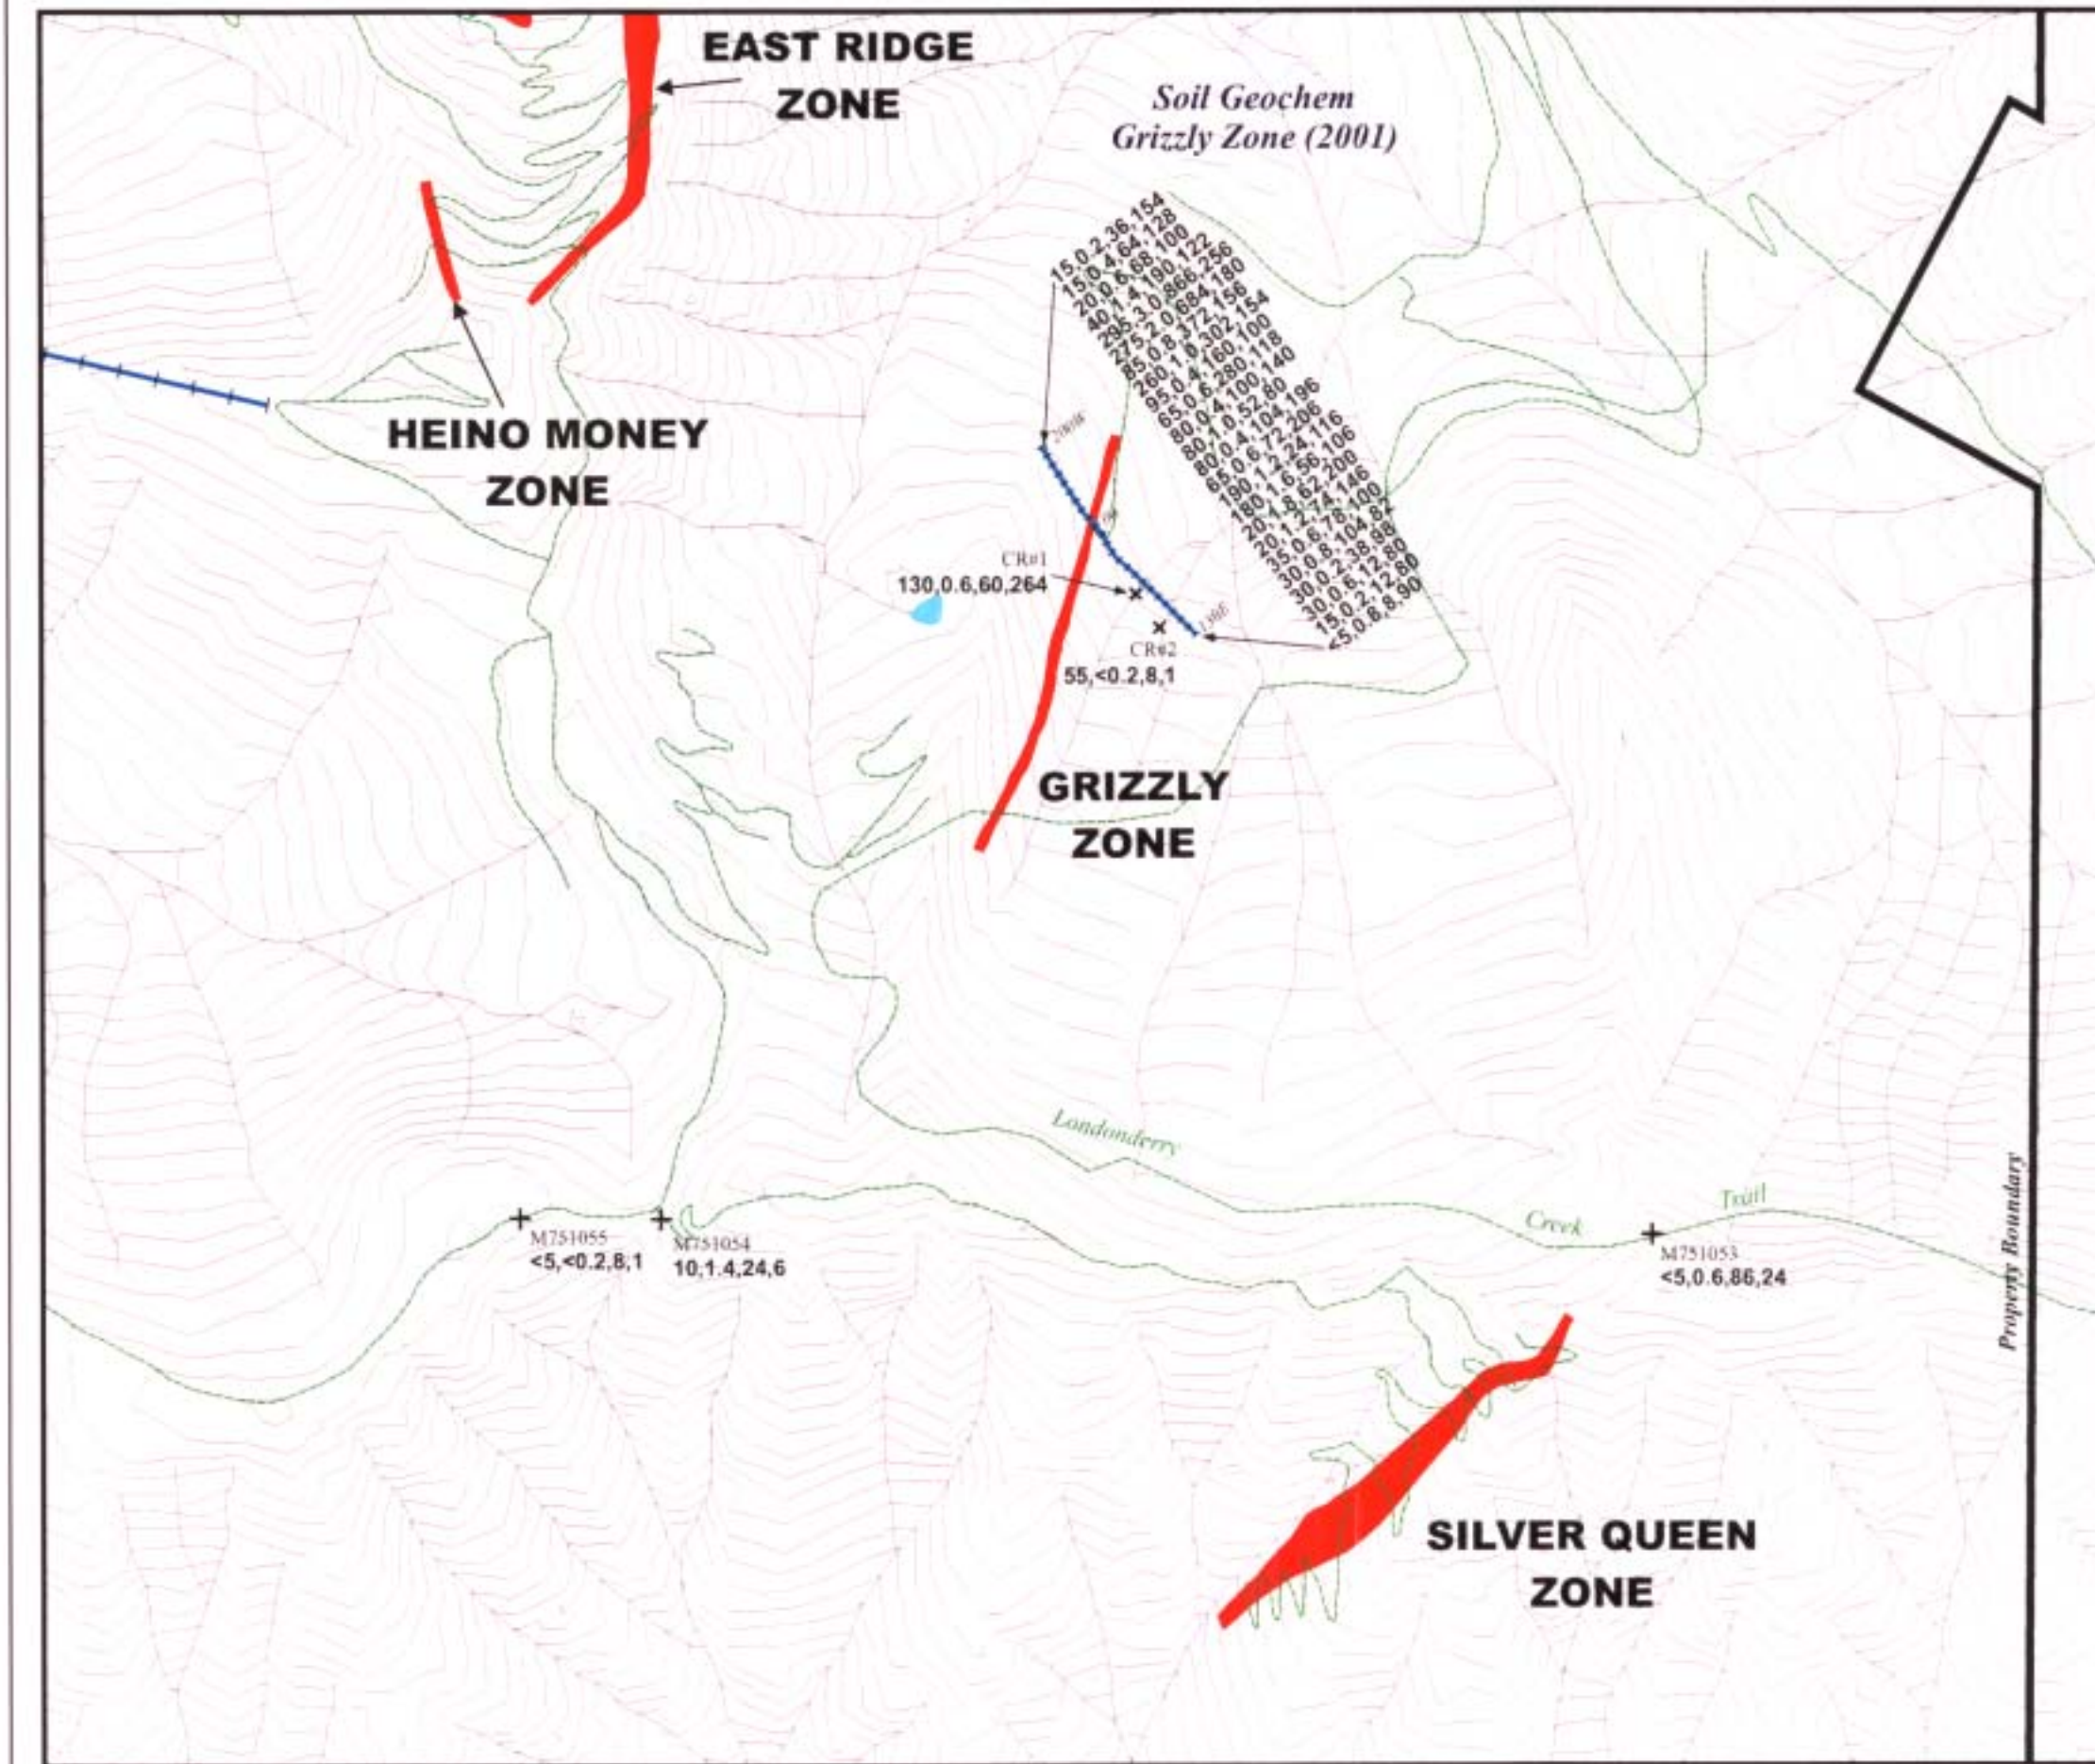 EAST RIDGE
ZONE
Soil Geochem
Grizzly Zone (2001)
15,0.2,36,154
15,0.4,64,128
20,0.6,68,100
40,1.4,190,122
295,3.0,866,256
275,2.0,684,180
85,0.8,372,156
260,1.0,302,154
95,0.4,160,100
65,0.6,280,118
80,0.4,100,140
80,1.0,52,80
80,0.4,104,196
65,0.6,72,206
190,1.2,24,116
180,1.6,56,106
20,1.8,62,200
20,1.2,74,146
35,0.6,78,100
30,0.8,104,82
30,0.2,38,98
30,0.6,12,80
15,0.2,12,80
<5,0.8,8,90
HEINO MONEY
ZONE
200W
CR#1
130,0.6,60,264
130E
CR#2
55,<0.2,8,1
GRIZZLY
ZONE
Londonderry
Creek
Trail
Property Boundary
M751055
<5,<0.2,8,1
M751054
10,1.4,24,6
M751053
<5,0.6,86,24
SILVER QUEEN
ZONE